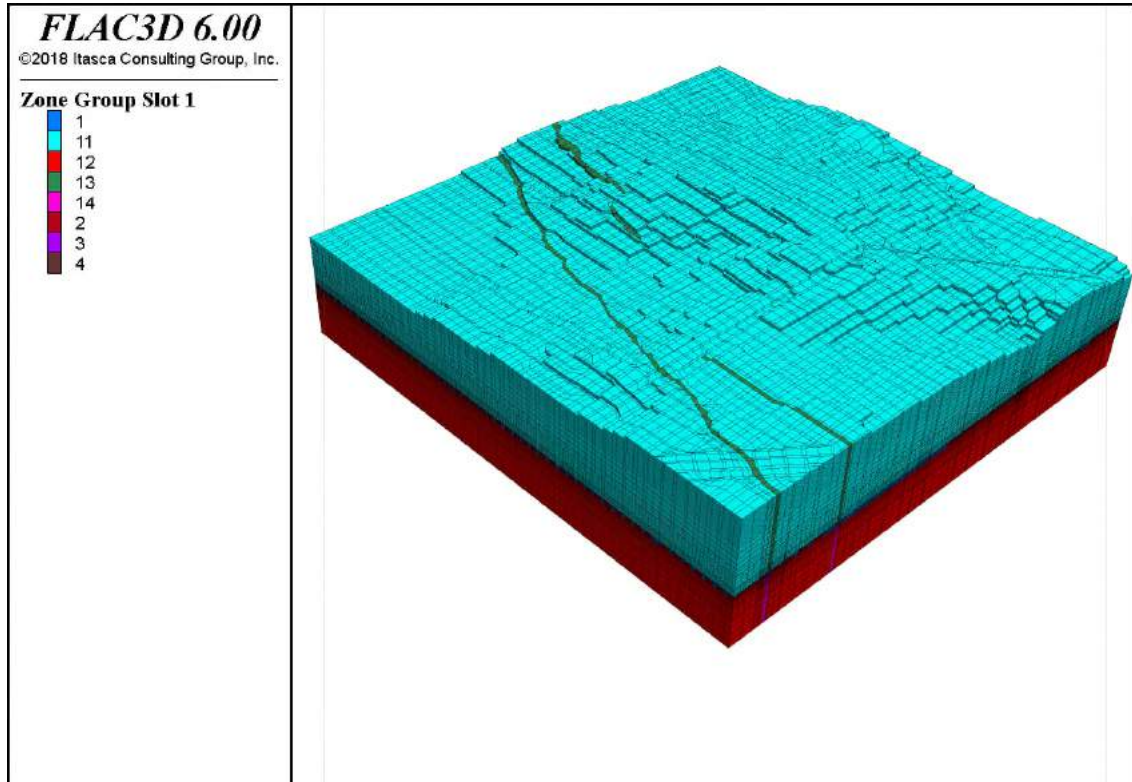 FLAC3D 6.00
©2018 Itasca Consulting Group, Inc.
Zone Group Slot 1
1
11
12
13
14
2
3
4